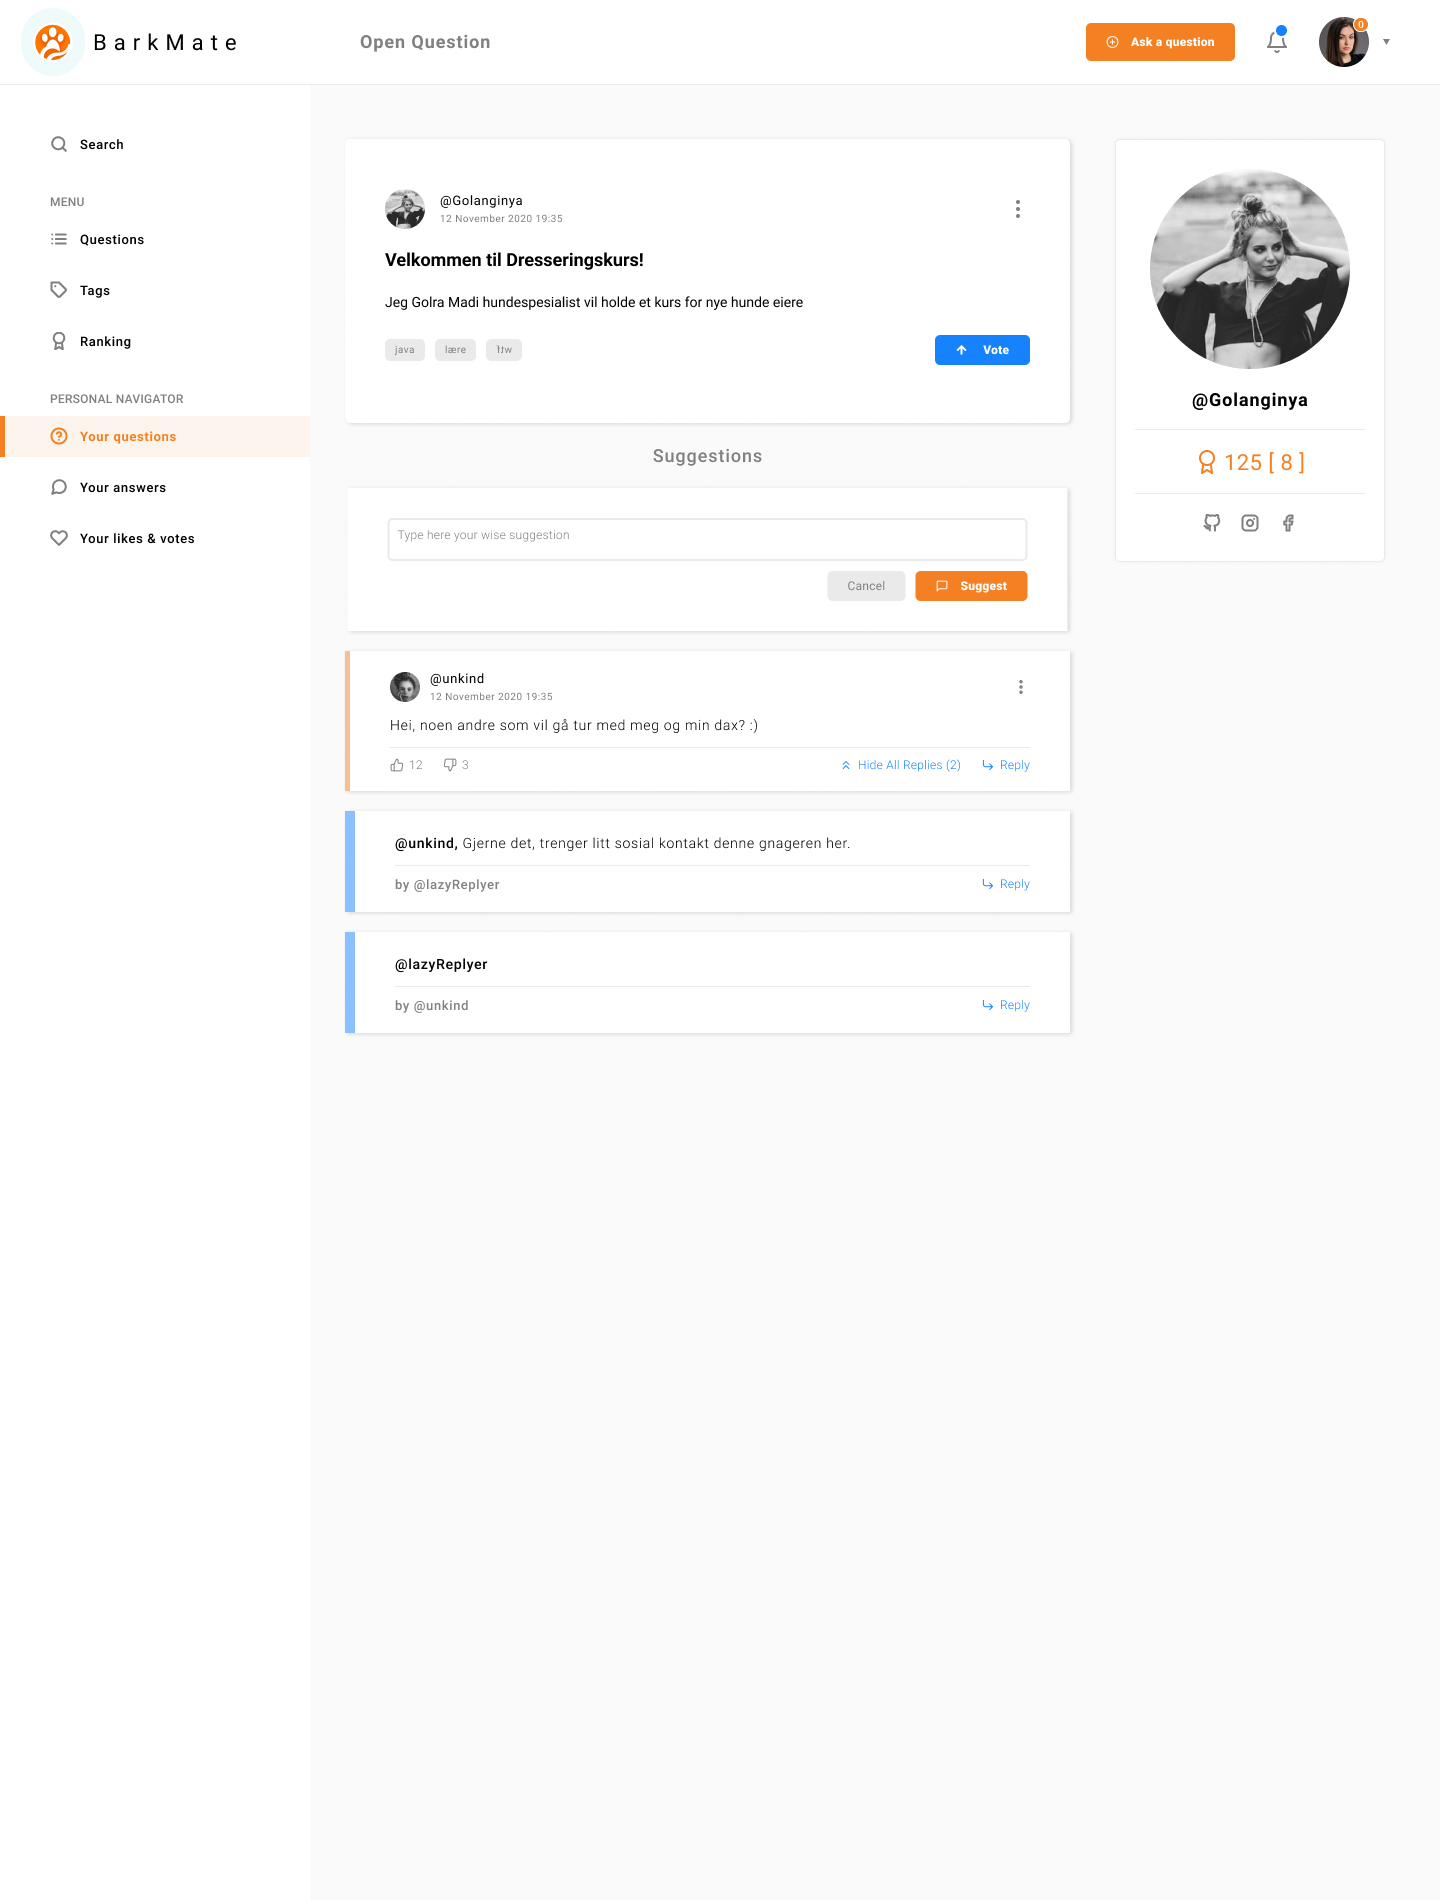 BarkMate
Open Question
Ask a question
0
Search
MENU
Questions
Tags
Ranking
PERSONAL NAVIGATOR
Your questions
Your answers
Your likes & votes
@Golanginya
12 November 2020 19:35
Velkommen til Dresseringskurs!
Jeg Golra Madi hundespesialist vil holde et kurs for nye hunde eiere
java lære
Vote
Suggestions
Type here your wise suggestion
Cancel Suggest
@unkind
12 November 2020 19:35
Hei, noen andre som vil gå tur med meg og min dax? :)
12 3 Hide All Replies (2) Reply
@unkind, Gjerne det, trenger litt sosial kontakt denne gnageren her.
by @lazyReplyer Reply
@lazyReplyer
by @unkind Reply
@Golanginya
125 [ 8 ]